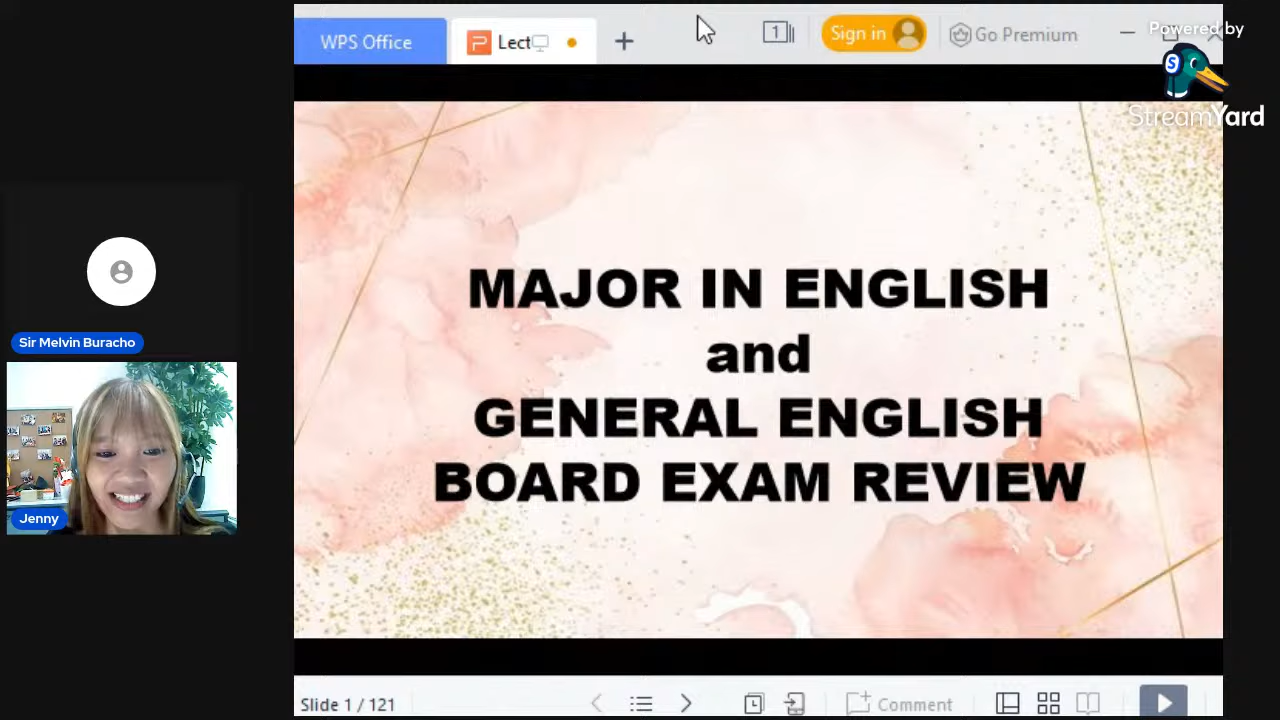 WPS Office
Lect
1
Sign in
Go Premium
Powered by
S
StreamYard
MAJOR IN ENGLISH
and
GENERAL ENGLISH
BOARD EXAM REVIEW
Sir Melvin Buracho
Jenny
Slide 1 / 121
Comment